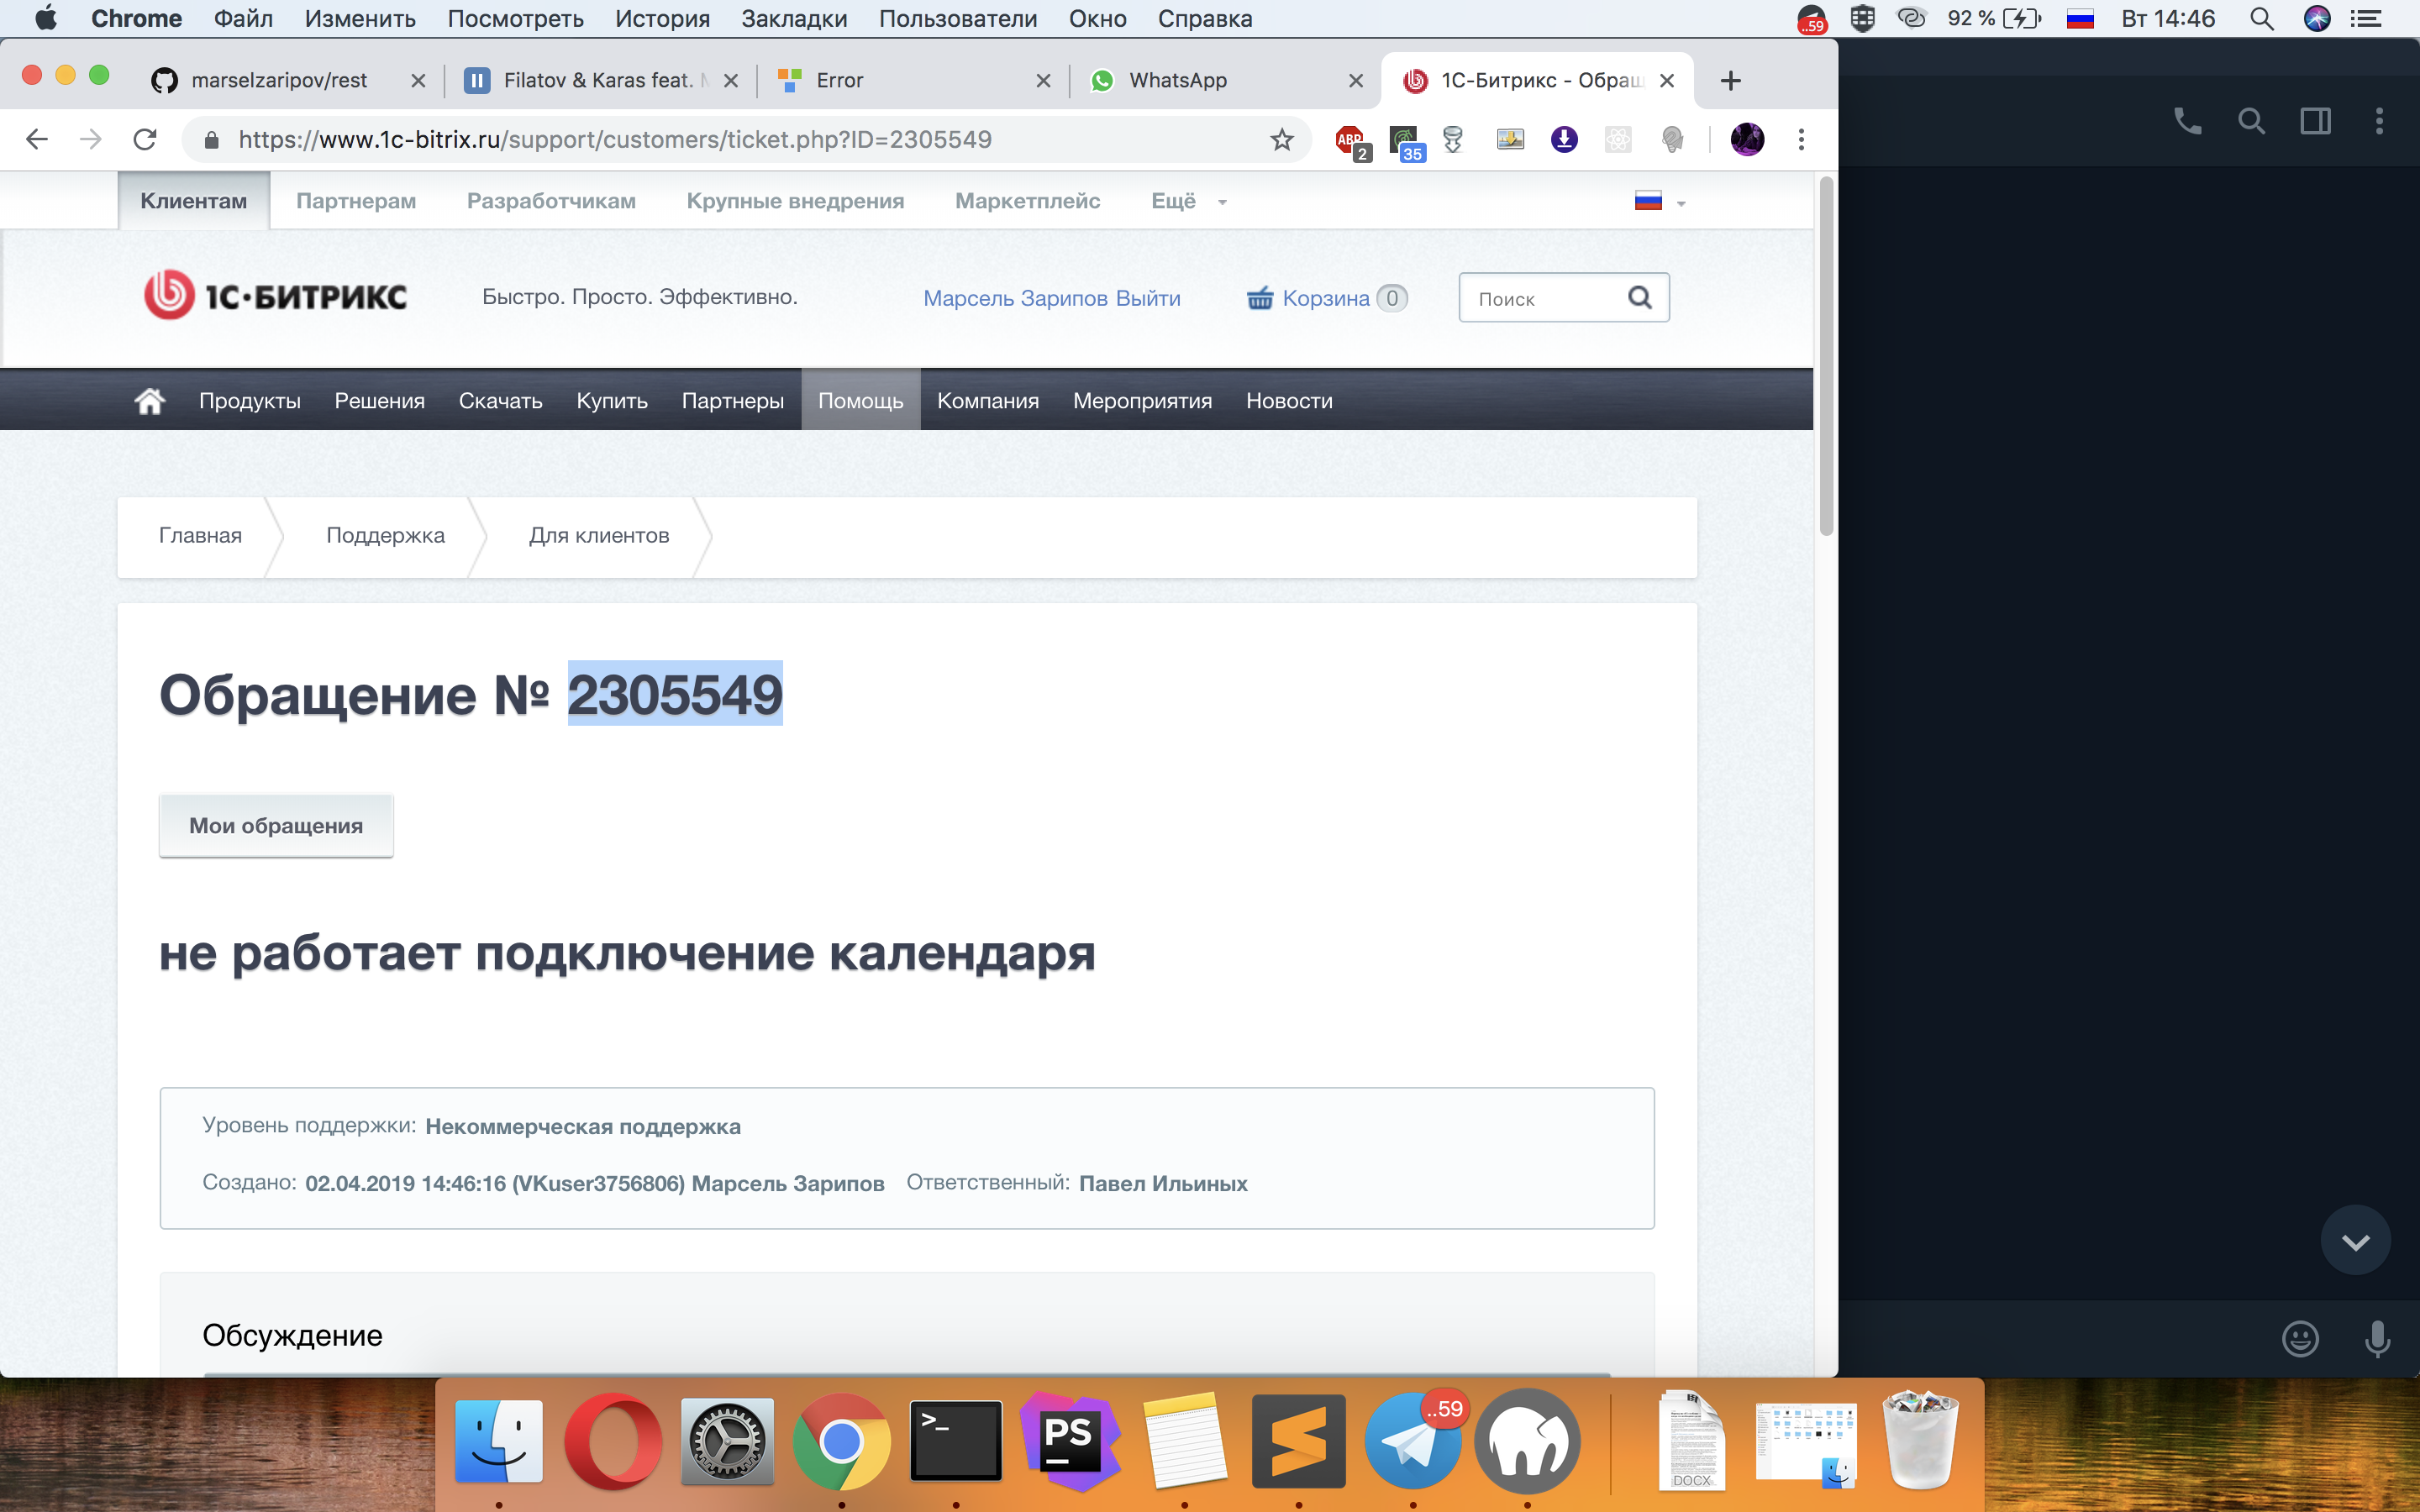 Chrome Файл Изменить Посмотреть История Закладки Пользователи Окно Справка ..59 92 % Вт 14:46
marselzaripov/rest Filatov & Karas feat. Error WhatsApp 1С-Битрикс - Обращ
https://www.1c-bitrix.ru/support/customers/ticket.php?ID=2305549 ABP 2 35
Клиентам Партнерам Разработчикам Крупные внедрения Маркетплейс Ещё
1С·БИТРИКС Быстро. Просто. Эффективно. Марсель Зарипов Выйти Корзина 0 Поиск
Продукты Решения Скачать Купить Партнеры Помощь Компания Мероприятия Новости
Главная Поддержка Для клиентов
Обращение № 2305549
Мои обращения
не работает подключение календаря
Уровень поддержки: Некоммерческая поддержка
Создано: 02.04.2019 14:46:16 (VKuser3756806) Марсель Зарипов Ответственный: Павел Ильиных
Обсуждение
>_ PS ..59 DOCX